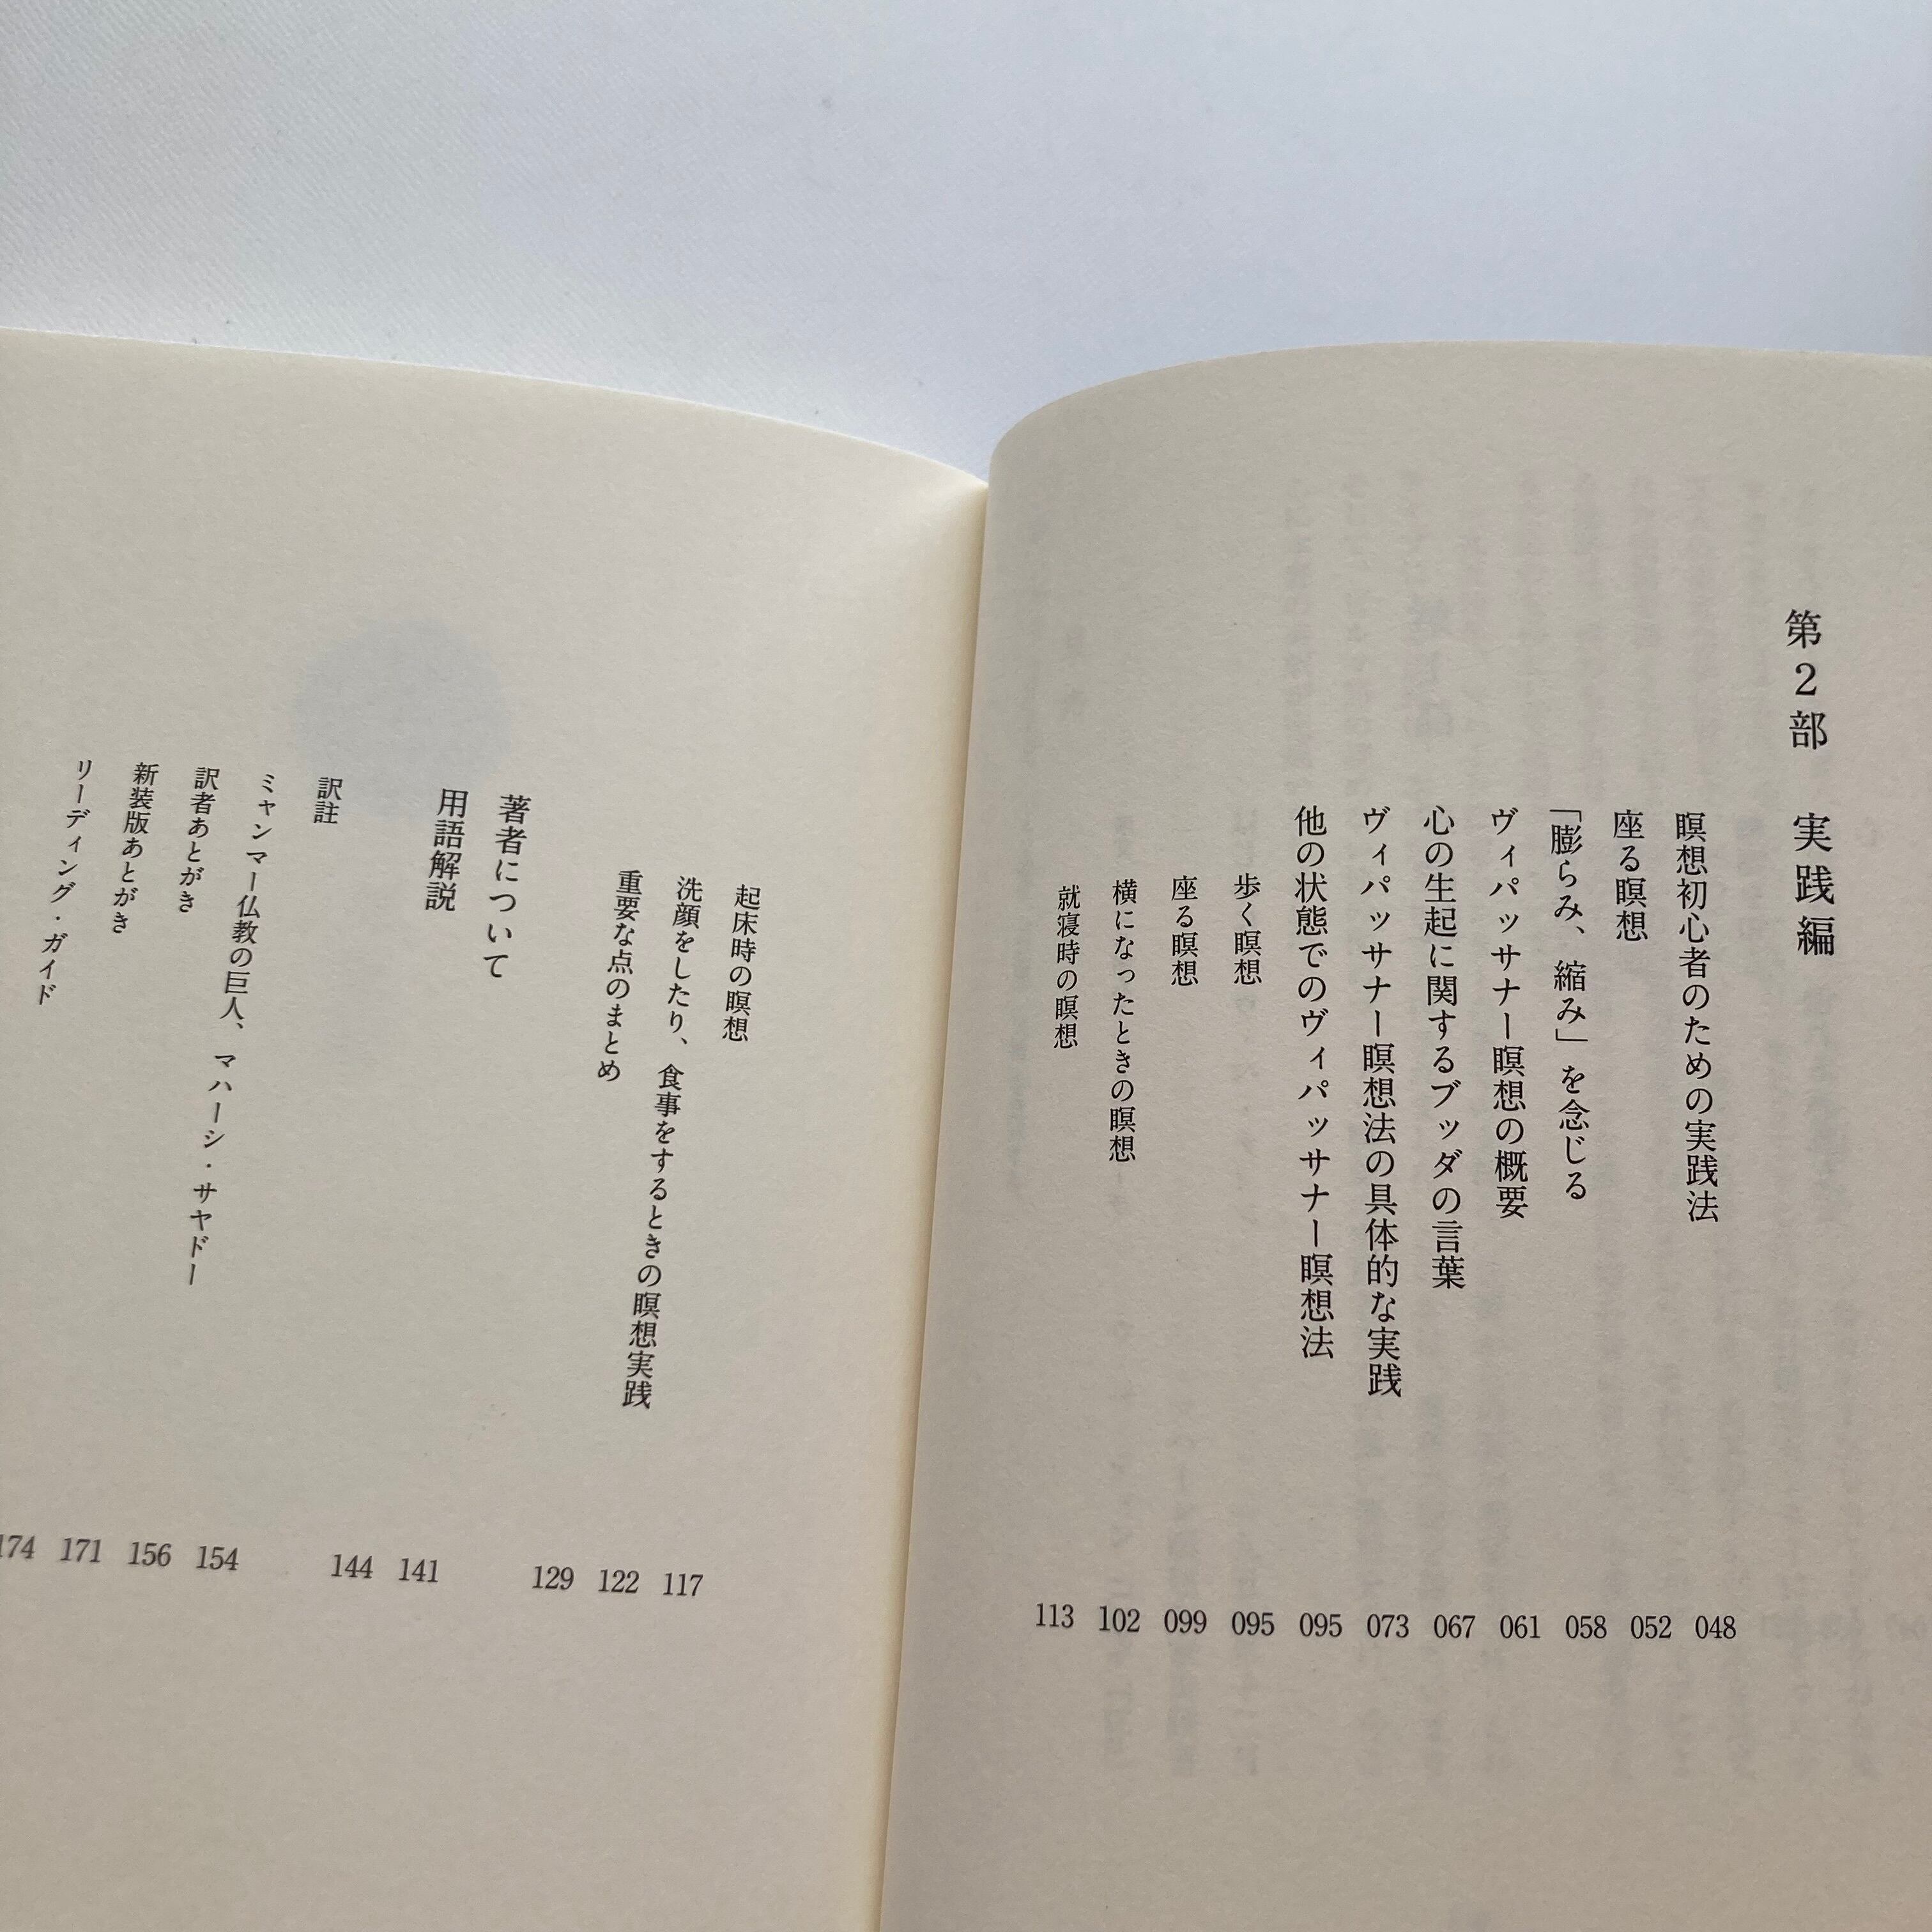 第2部 実践編
瞑想初心者のための実践法 048
座る瞑想 052
「膨らみ、縮み」を念じる 058
ヴィパッサナー瞑想の概要 061
心の生起に関するブッダの言葉 067
ヴィパッサナー瞑想法の具体的な実践 073
他の状態でのヴィパッサナー瞑想法 095
歩く瞑想 095
座る瞑想 099
横になったときの瞑想 102
就寝時の瞑想 113
起床時の瞑想 117
洗顔をしたり、食事をするときの瞑想実践 122
重要な点のまとめ 129
著者について 141
用語解説 144
訳註
ミャンマー仏教の巨人、マハーシ・サヤドー 154
訳者あとがき 156
新装版あとがき 171
リーディング・ガイド 174